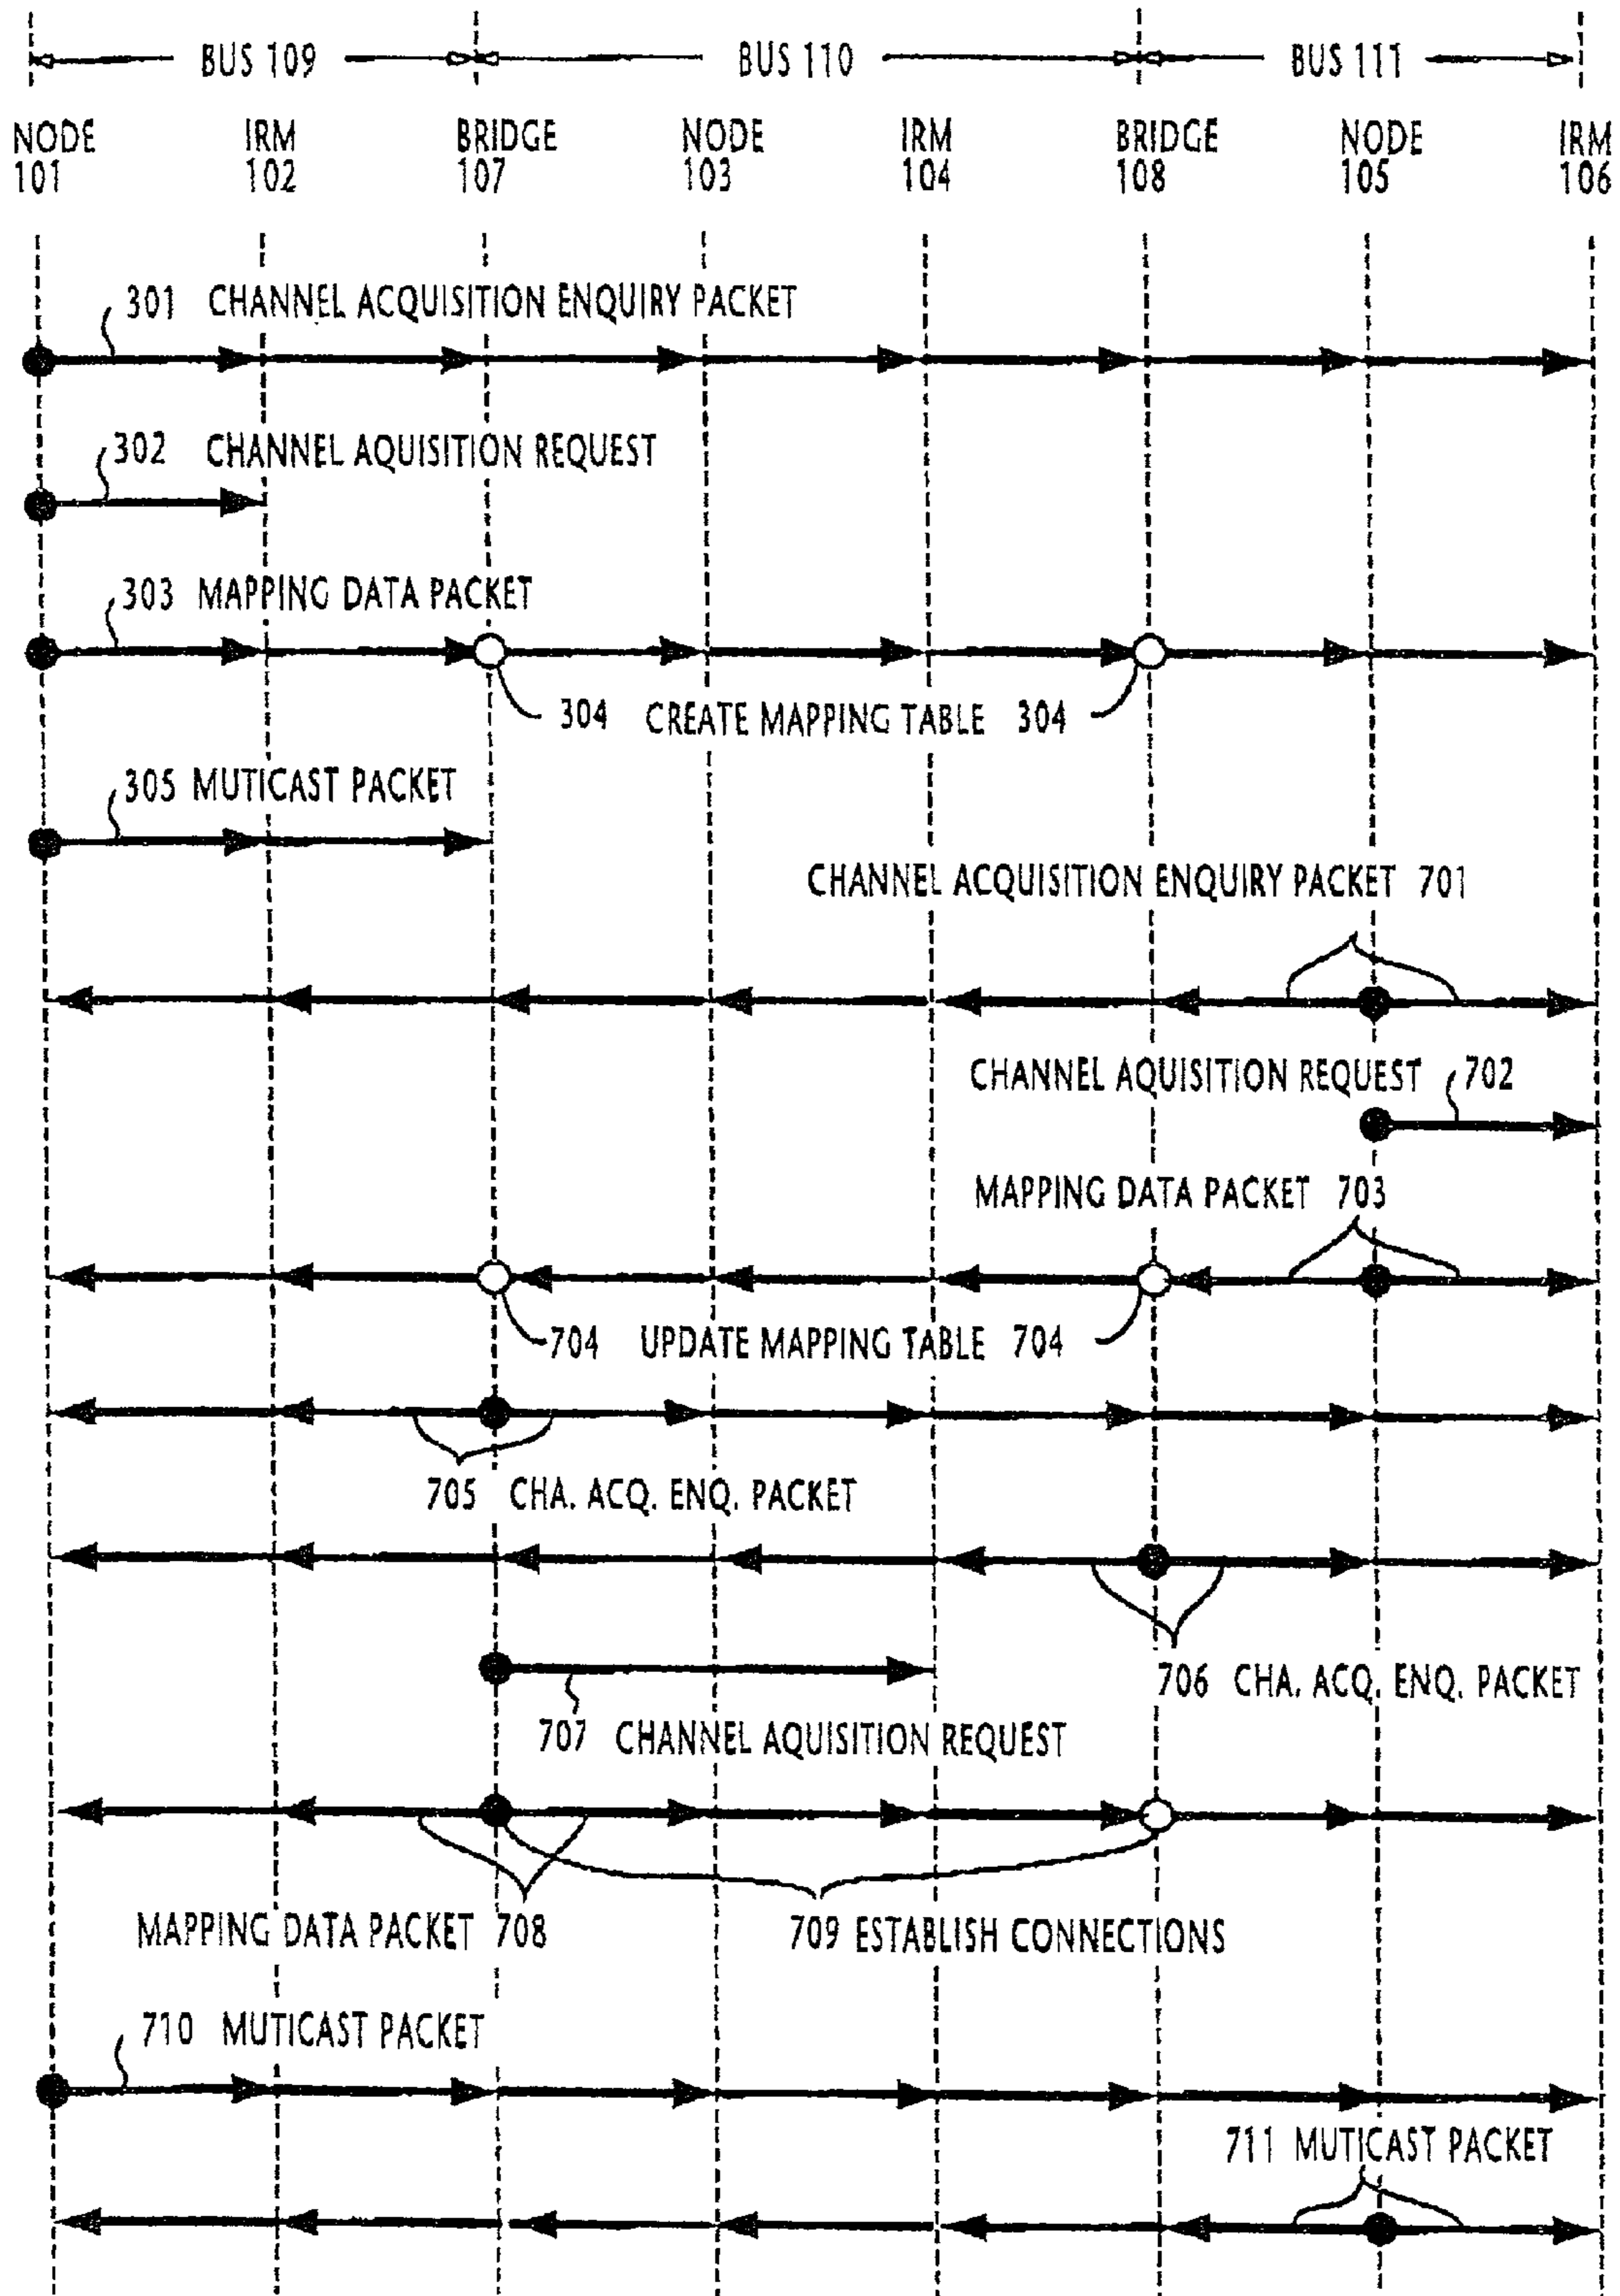 BUS 109 BUS 110 BUS 111
NODE IRM BRIDGE NODE IRM BRIDGE NODE IRM
101 102 107 103 104 108 105 106
301 CHANNEL ACQUISITION ENQUIRY PACKET
302 CHANNEL AQUISITION REQUEST
303 MAPPING DATA PACKET
304 CREATE MAPPING TABLE 304
305 MUTICAST PACKET
CHANNEL ACQUISITION ENQUIRY PACKET 701
CHANNEL AQUISITION REQUEST 702
MAPPING DATA PACKET 703
704 UPDATE MAPPING TABLE 704
705 CHA. ACQ. ENQ. PACKET
706 CHA. ACQ. ENQ. PACKET
707 CHANNEL AQUISITION REQUEST
MAPPING DATA PACKET 708 709 ESTABLISH CONNECTIONS
710 MUTICAST PACKET
711 MUTICAST PACKET